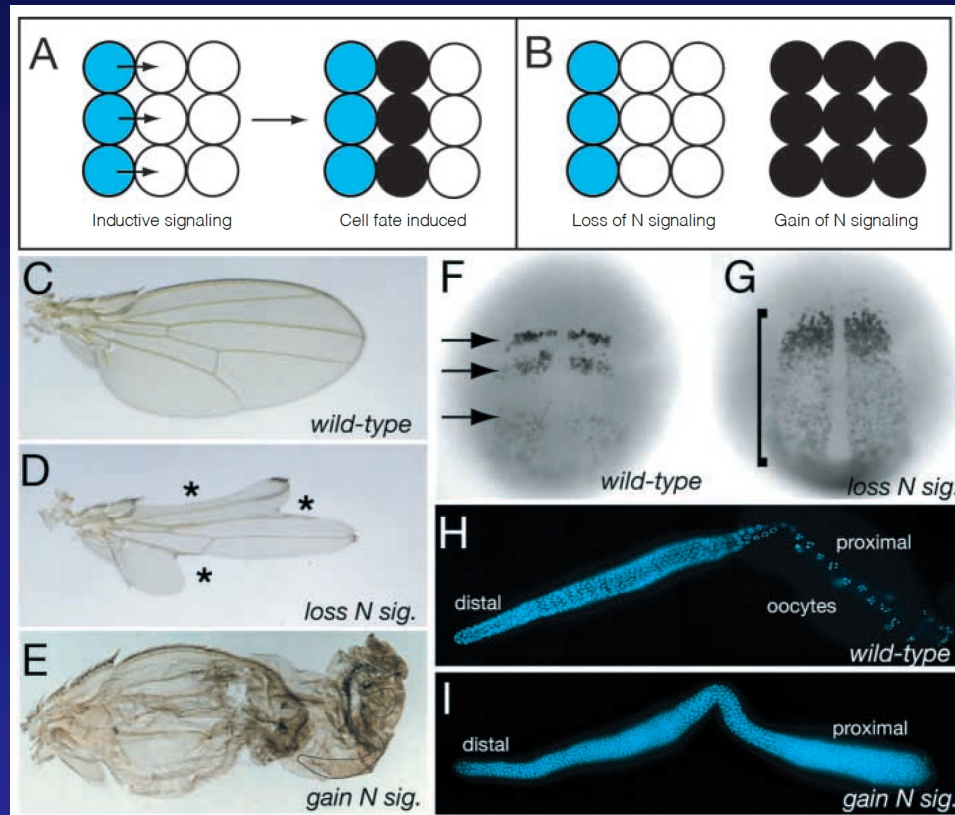 A
Inductive signaling
Cell fate induced
B
Loss of N signaling
Gain of N signaling
C
wild-type
D
*
*
*
loss N sig.
E
gain N sig.
F
wild-type
G
loss N sig.
H
distal
proximal
oocytes
wild-type
I
distal
proximal
gain N sig.